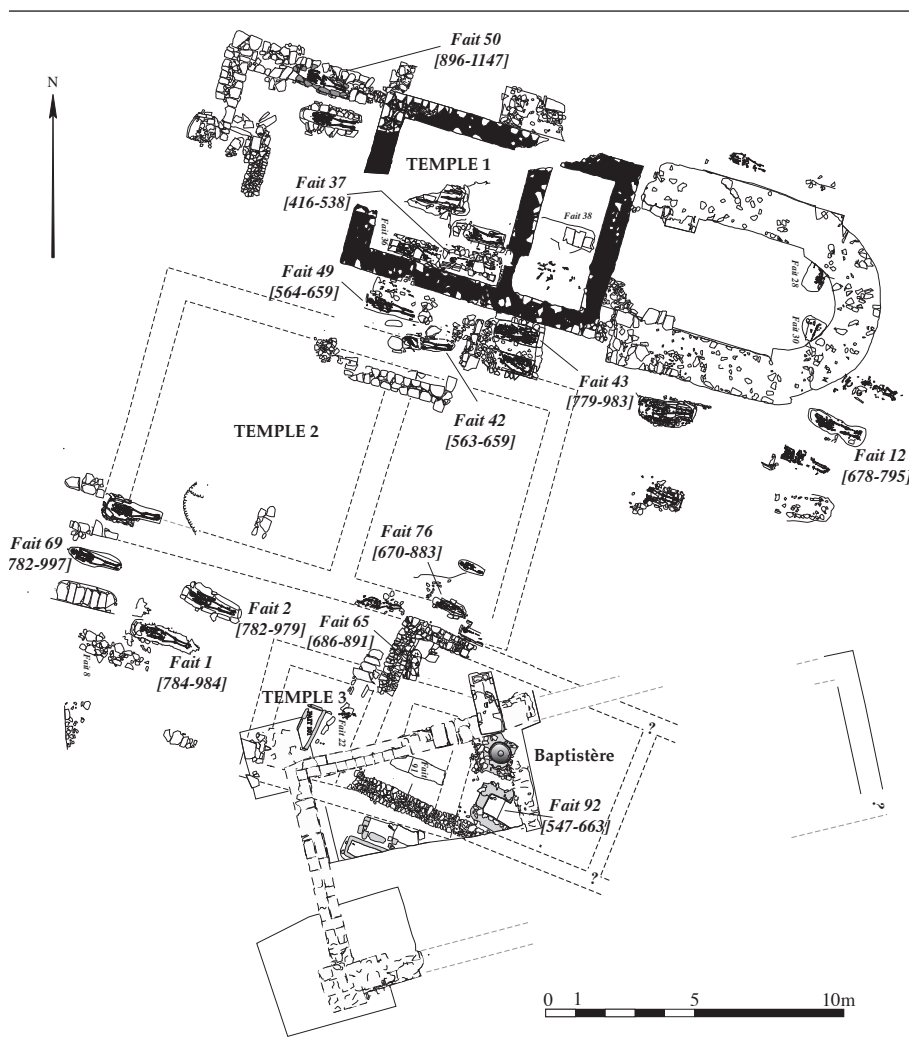 Fait 50
[896-1147]
N
TEMPLE 1
Fait 37
[416-538]
Fait 38
Fait 36
Fait 28
Fait 49
[564-659]
Fait 30
Fait 43
[779-983]
Fait 42
[563-659]
TEMPLE 2
Fait 12
[678-795]
Fait 76
[670-883]
Fait 69
782-997]
Fait 2
[782-979]
Fait 65
[686-891]
Fait 1
[784-984]
Fait 8
TEMPLE 3
Fait 22
?
Baptistère
Fait 92
[547-663]
?
?
0 1 5 10m